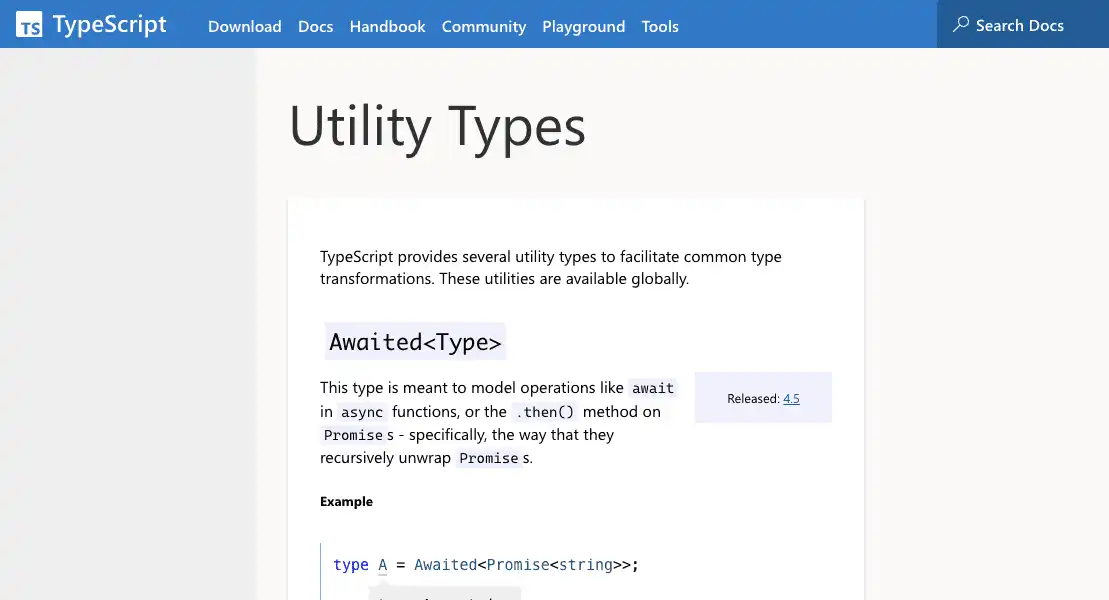 TS TypeScript Download Docs Handbook Community Playground Tools Search Docs
Utility Types
TypeScript provides several utility types to facilitate common type
transformations. These utilities are available globally.
Awaited<Type>
This type is meant to model operations like await
in async functions, or the .then() method on
Promises - specifically, the way that they
recursively unwrap Promises.
Released: 4.5
Example
type A = Awaited<Promise<string>>;